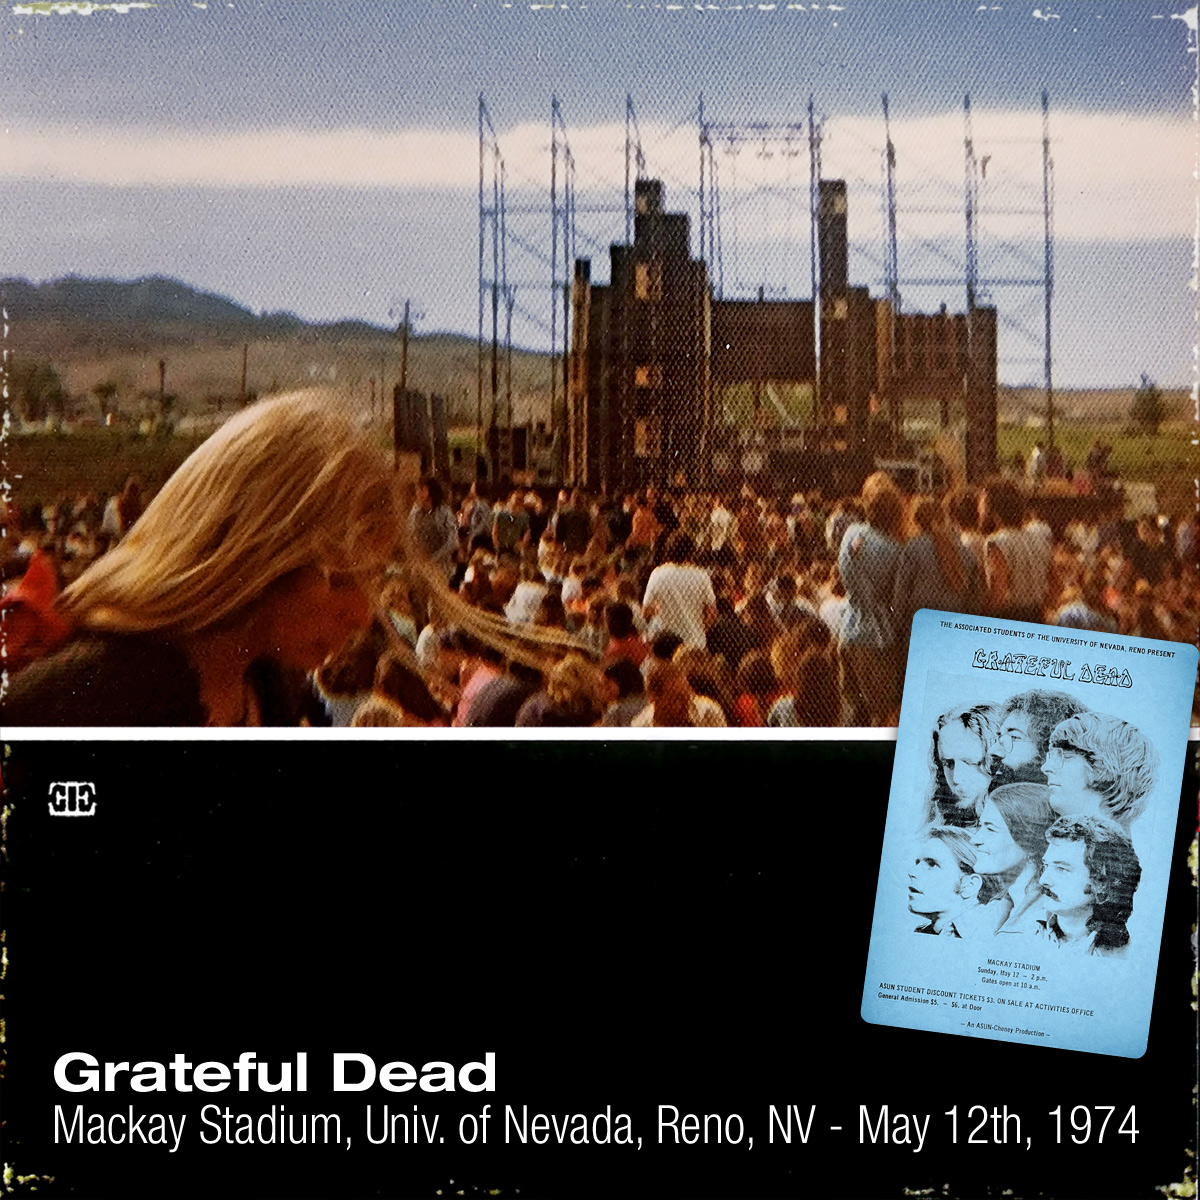 THE ASSOCIATED STUDENTS OF THE UNIVERSITY OF NEVADA, RENO PRESENT
GRATEFUL DEAD
MACKAY STADIUM
Sunday, May 12 — 2 p.m.
Gates open at 10 a.m.
ASUN STUDENT DISCOUNT TICKETS $3. ON SALE AT ACTIVITIES OFFICE
General Admission $5. — $6. at Door
— An ASUN-Cheney Production —
Grateful Dead
Mackay Stadium, Univ. of Nevada, Reno, NV - May 12th, 1974